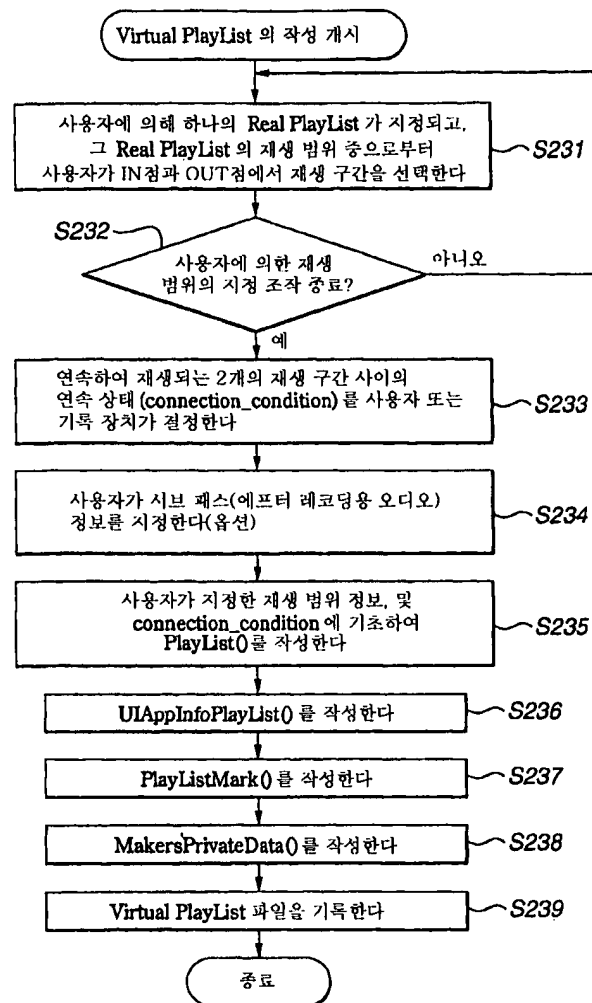 Virtual PlayList 의 작성 개시
사용자에 의해 하나의 Real PlayList 가 지정되고,
그 Real PlayList 의 재생 범위 중으로부터
사용자가 IN점과 OUT점에서 재생 구간을 선택한다
S231
S232
사용자에 의한 재생
범위의 지정 조작 종료?
아니오
예
연속하여 재생되는 2개의 재생 구간 사이의
연속 상태 (connection_condition) 를 사용자 또는
기록 장치가 결정한다
S233
사용자가 시브 패스(에프터 레코딩용 오디오)
정보를 지정한다(옵션)
S234
사용자가 지정한 재생 범위 정보, 및
connection_condition 에 기초하여
PlayList()를 작성한다
S235
UIAppInfoPlayList() 를 작성한다
S236
PlayListMark() 를 작성한다
S237
MakersPrivateData() 를 작성한다
S238
Virtual PlayList 파일을 기록한다
S239
종료